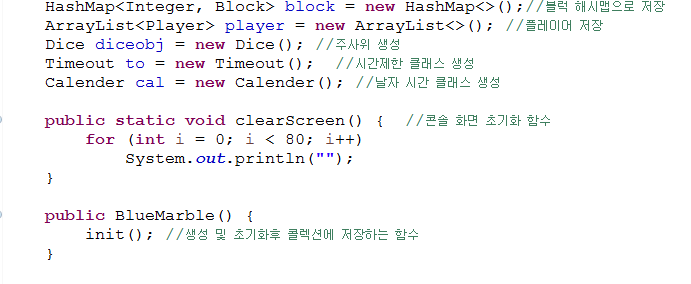 HashMap<Integer, Block> block = new HashMap<>();//블럭 해시맵으로 저장
ArrayList<Player> player = new ArrayList<>(); //플레이어 저장
Dice diceobj = new Dice(); //주사위 생성
Timeout to = new Timeout();  //시간제한 클래스 생성
Calender cal = new Calender(); //날자 시간 클래스 생성
public static void clearScreen() {  //콘솔 화면 초기화 함수
for (int i = 0; i < 80; i++)
System.out.println("");
}
public BlueMarble() {
init(); //생성 및 초기화후 콜렉션에 저장하는 함수
}